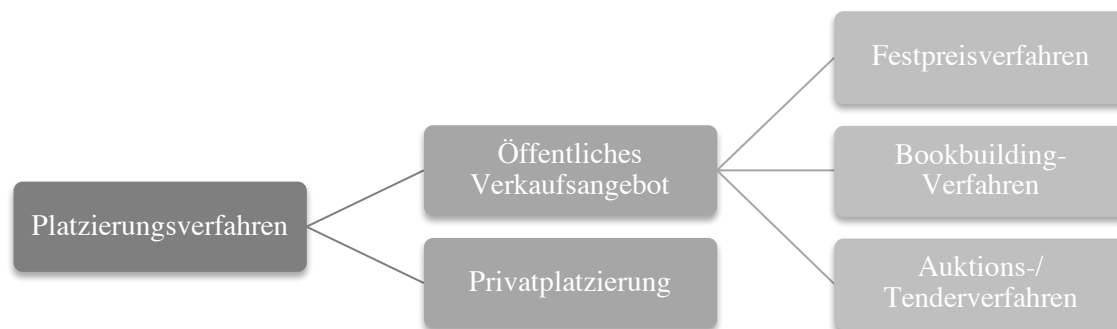 Platzierungsverfahren
Öffentliches
Verkaufsangebot
Privatplatzierung
Festpreisverfahren
Bookbuilding-
Verfahren
Auktions-/
Tenderverfahren